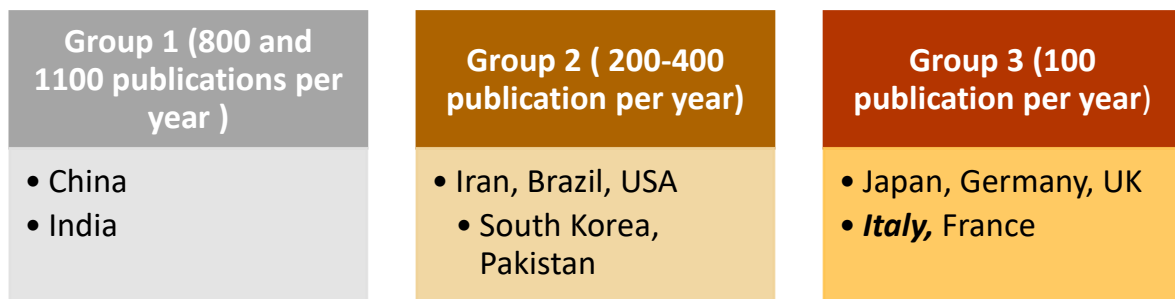 Group 1 (800 and
1100 publications per
year )
• China
• India
Group 2 ( 200-400
publication per year)
• Iran, Brazil, USA
• South Korea,
Pakistan
Group 3 (100
publication per year)
• Japan, Germany, UK
• Italy, France